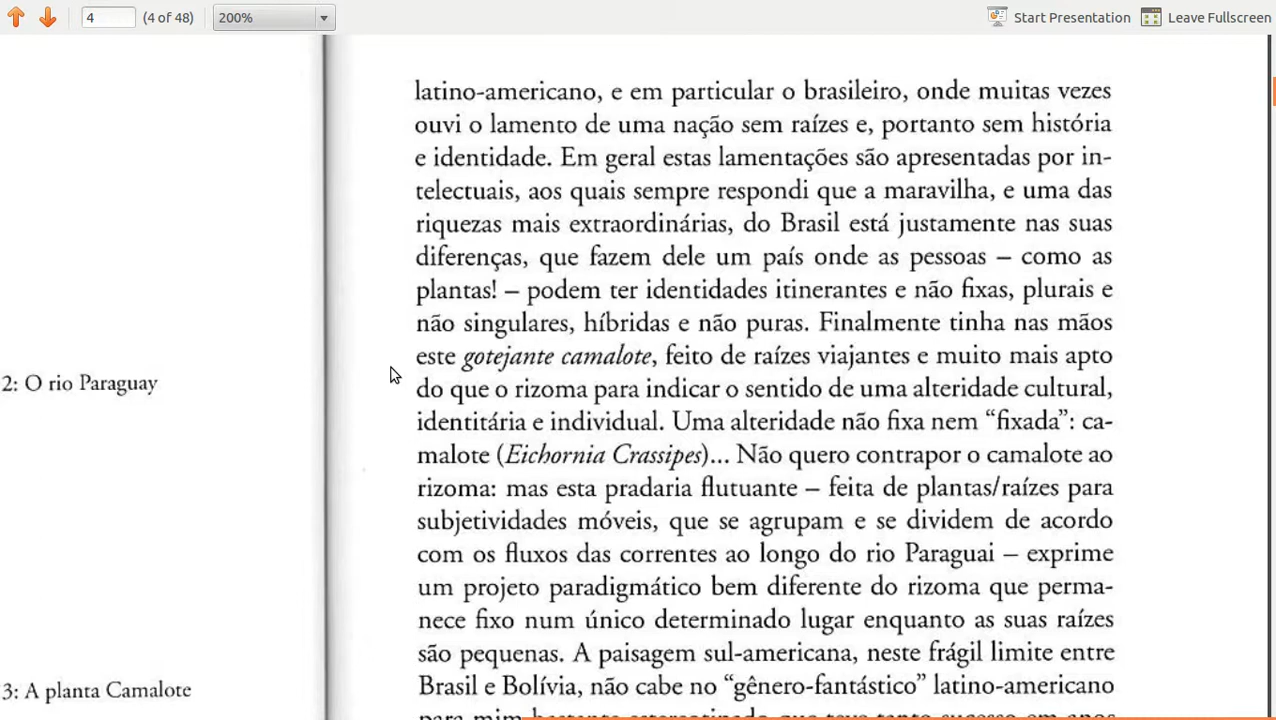 4
(4 of 48)
200%
Start Presentation
Leave Fullscreen
2: O rio Paraguay
3: A planta Camalote
latino-americano, e em particular o brasileiro, onde muitas vezes
ouvi o lamento de uma nação sem raízes e, portanto sem história
e identidade. Em geral estas lamentações são apresentadas por in-
telectuais, aos quais sempre respondi que a maravilha, e uma das
riquezas mais extraordinárias, do Brasil está justamente nas suas
diferenças, que fazem dele um país onde as pessoas – como as
plantas! – podem ter identidades itinerantes e não fixas, plurais e
não singulares, híbridas e não puras. Finalmente tinha nas mãos
este gotejante camalote, feito de raízes viajantes e muito mais apto
do que o rizoma para indicar o sentido de uma alteridade cultural,
identitária e individual. Uma alteridade não fixa nem “fixada”: ca-
malote (Eichornia Crassipes)... Não quero contrapor o camalote ao
rizoma: mas esta pradaria flutuante – feita de plantas/raízes para
subjetividades móveis, que se agrupam e se dividem de acordo
com os fluxos das correntes ao longo do rio Paraguai – exprime
um projeto paradigmático bem diferente do rizoma que perma-
nece fixo num único determinado lugar enquanto as suas raízes
são pequenas. A paisagem sul-americana, neste frágil limite entre
Brasil e Bolívia, não cabe no “gênero-fantástico” latino-americano
para mim bastante estereotipado que teve tanto sucesso em anos